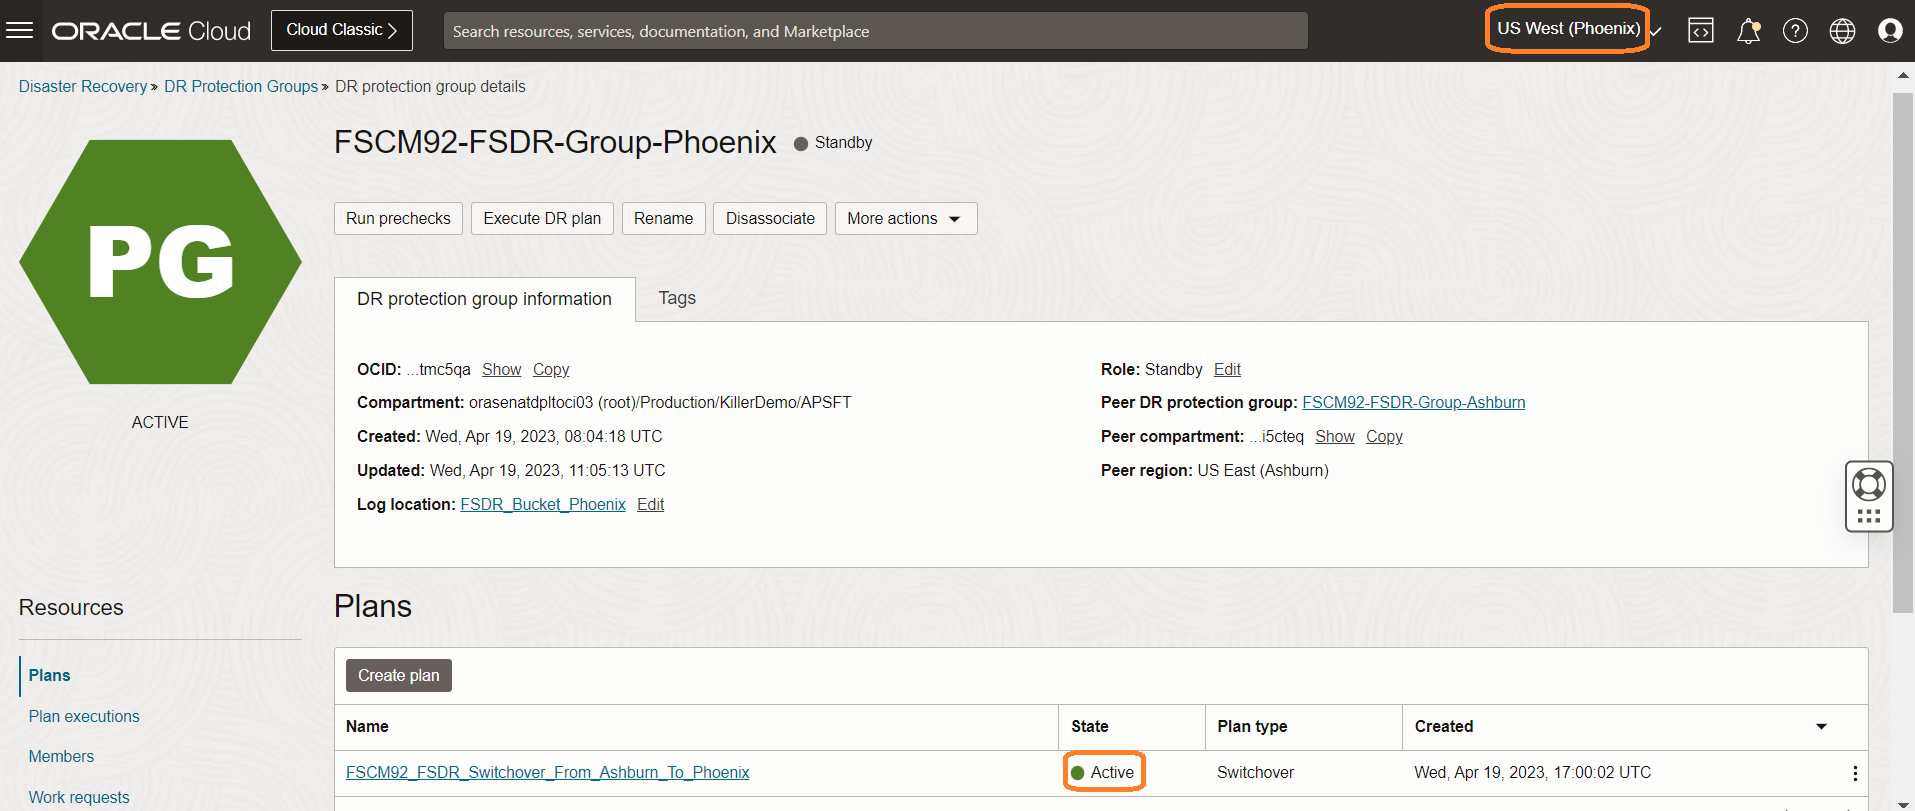 ORACLE Cloud
Cloud Classic
Search resources, services, documentation, and Marketplace
US West (Phoenix)
Disaster Recovery » DR Protection Groups » DR protection group details
PG
ACTIVE
FSCM92-FSDR-Group-Phoenix
Standby
Run prechecks
Execute DR plan
Rename
Disassociate
More actions
DR protection group information
Tags
OCID: ...tmc5qa Show Copy
Compartment: orasenatdpltoci03 (root)/Production/KillerDemo/APSFT
Created: Wed, Apr 19, 2023, 08:04:18 UTC
Updated: Wed, Apr 19, 2023, 11:05:13 UTC
Log location: FSDR_Bucket_Phoenix Edit
Role: Standby Edit
Peer DR protection group: FSCM92-FSDR-Group-Ashburn
Peer compartment: ...i5cteq Show Copy
Peer region: US East (Ashburn)
Resources
Plans
Plan executions
Members
Work requests
Plans
Create plan
Name State Plan type Created
FSCM92_FSDR_Switchover_From_Ashburn_To_Phoenix Active Switchover Wed, Apr 19, 2023, 17:00:02 UTC